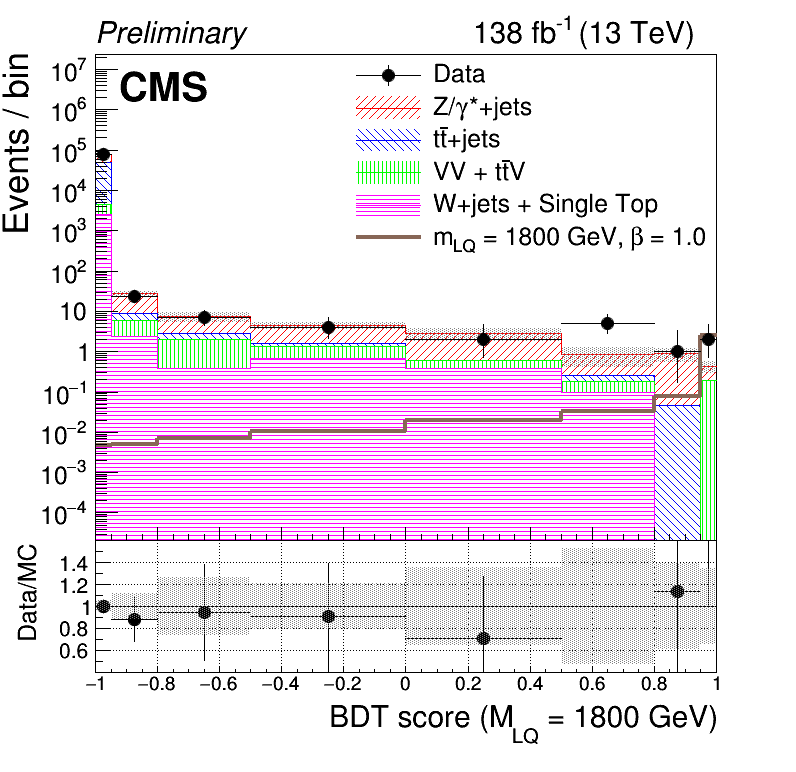 Preliminary 138 fb⁻¹ (13 TeV)
CMS
Events / bin
10⁷
10⁶
10⁵
10⁴
10³
10²
10
1
10⁻¹
10⁻²
10⁻³
10⁻⁴
Data
Z/γ*+jets
tt̄+jets
VV + tt̄V
W+jets + Single Top
m_LQ = 1800 GeV, β = 1.0
Data/MC
1.4
1.2
1
0.8
0.6
−1 −0.8 −0.6 −0.4 −0.2 0 0.2 0.4 0.6 0.8 1
BDT score (M_LQ = 1800 GeV)